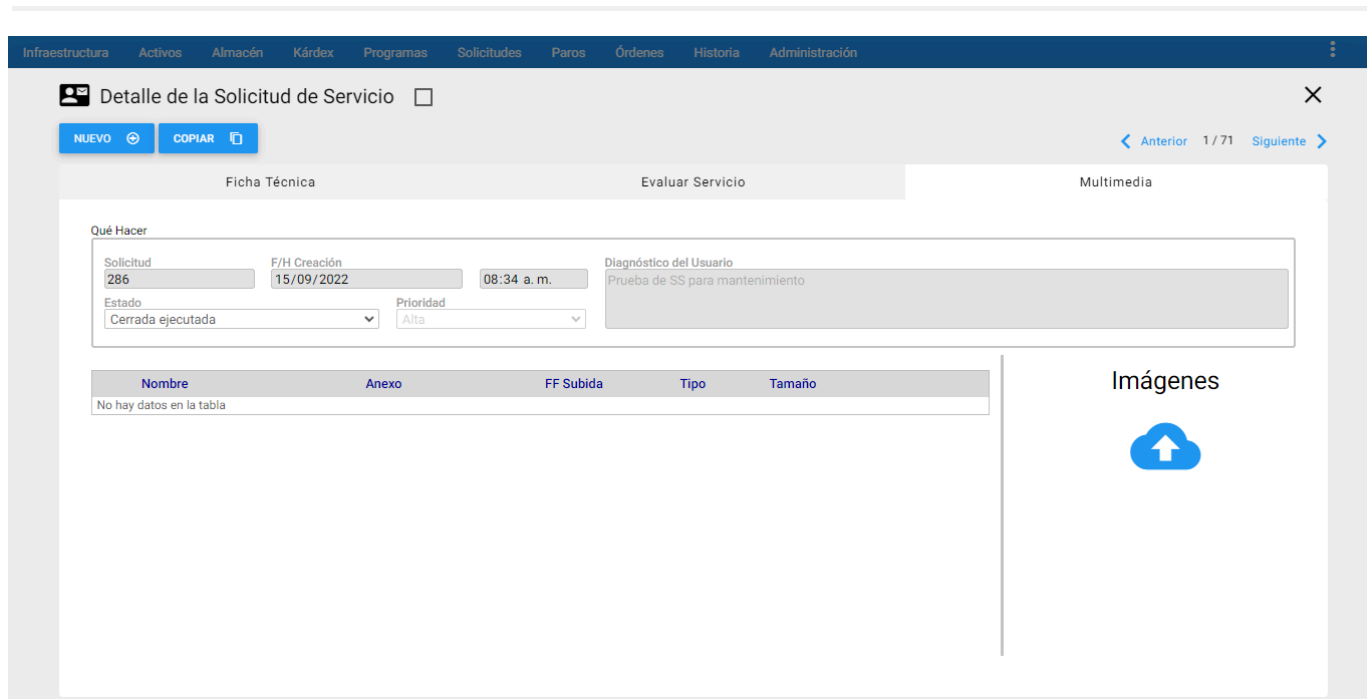 Infraestructura Activos Almacén Kárdex Programas Solicitudes Paros Órdenes Historia Administración
Detalle de la Solicitud de Servicio
NUEVO COPIAR
Anterior 1 / 71 Siguiente
Ficha Técnica Evaluar Servicio Multimedia
Qué Hacer
Solicitud F/H Creación Diagnóstico del Usuario
286 15/09/2022 08:34 a. m. Prueba de SS para mantenimiento
Estado Prioridad
Cerrada ejecutada Alta
Nombre Anexo FF Subida Tipo Tamaño
No hay datos en la tabla
Imágenes